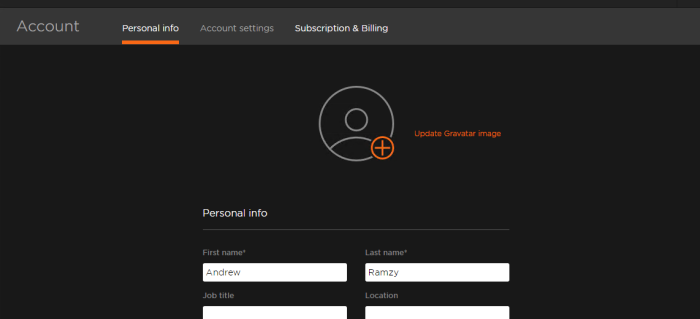 Account Personal info Account settings Subscription & Billing
Update Gravatar image
Personal info
First name* Last name*
Andrew Ramzy
Job title Location